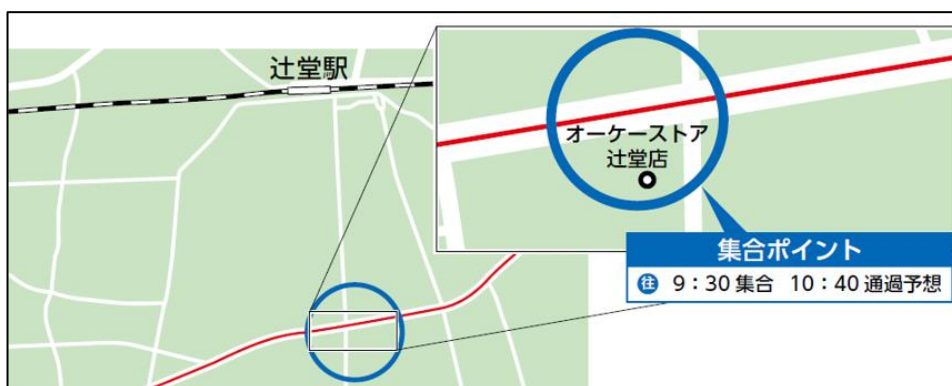 辻堂駅
オーケーストア
辻堂店
集合ポイント
往 9：30 集合 10：40 通過予想